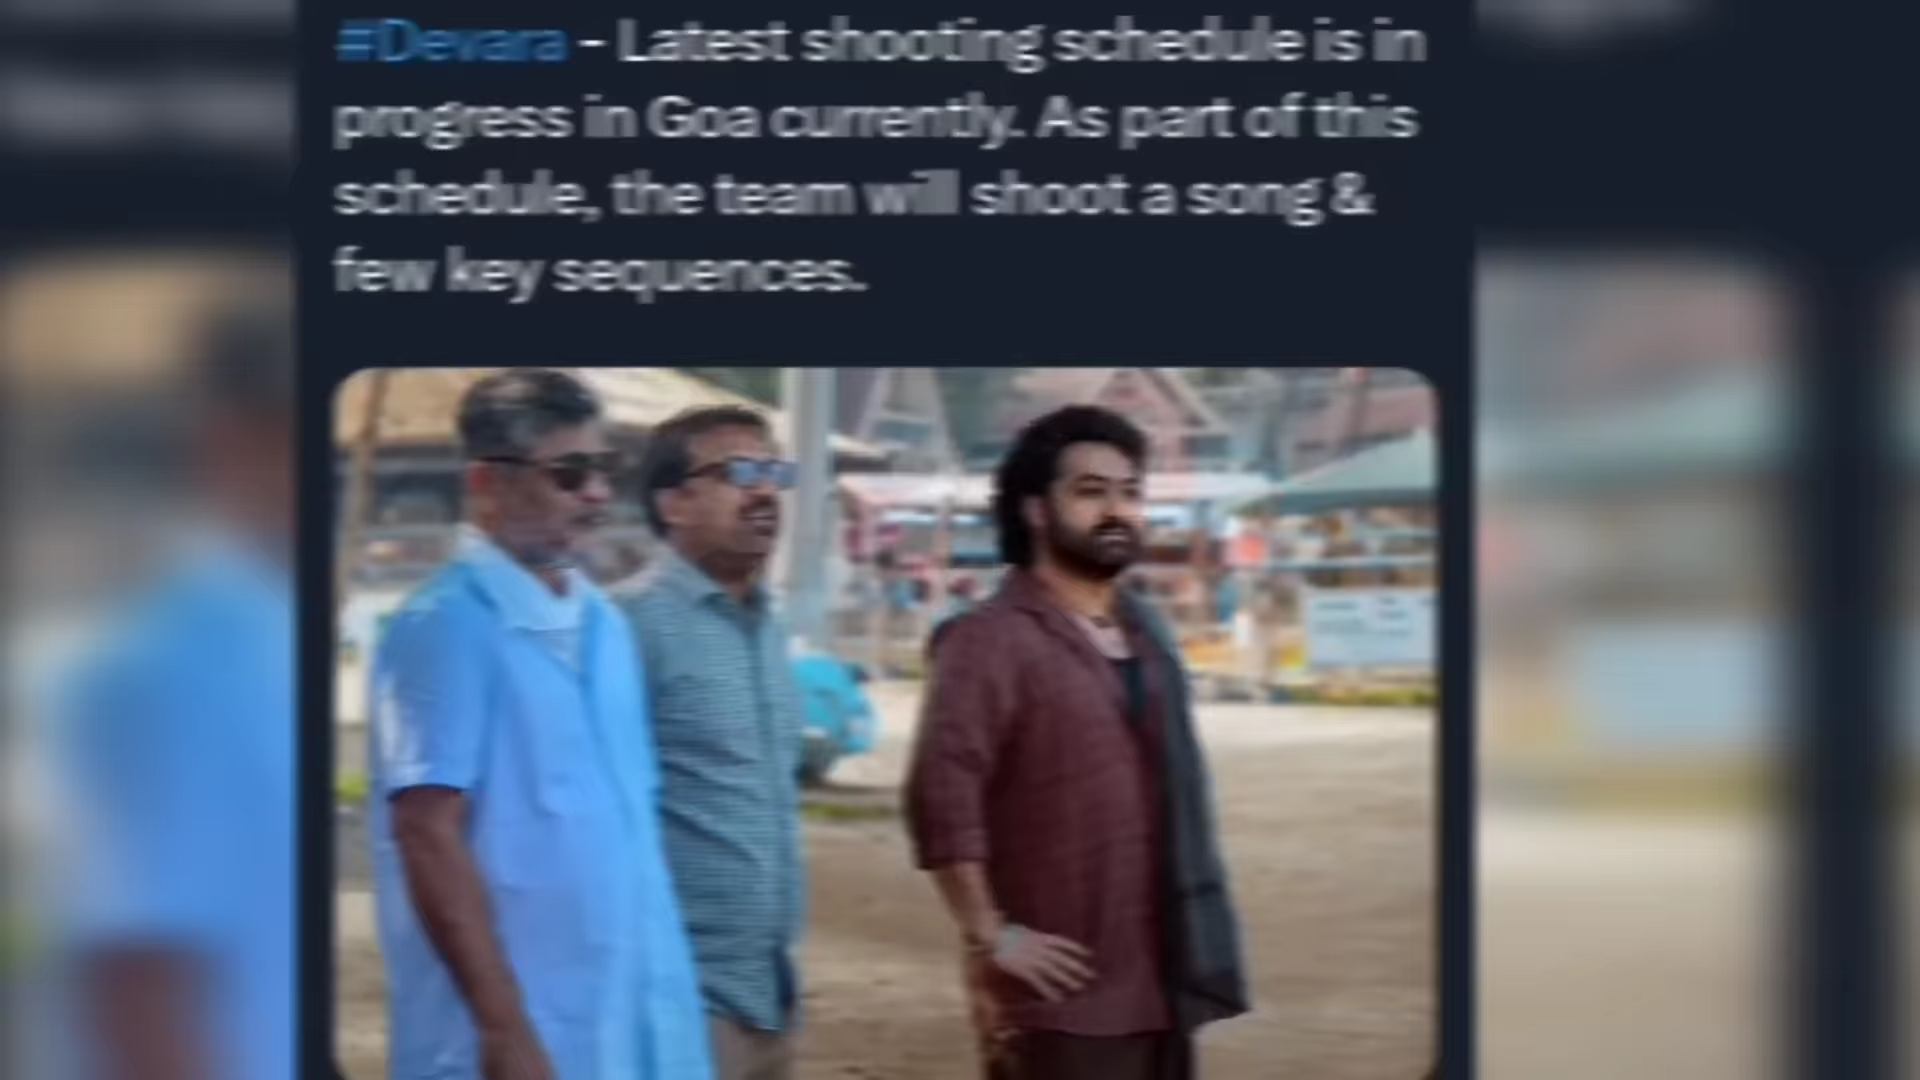 #Devara - Latest shooting schedule is in
progress in Goa currently. As part of this
schedule, the team will shoot a song &
few key sequences.